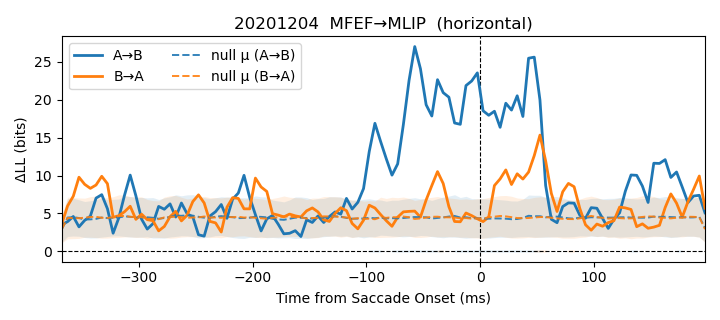 20201204  MFEF→MLIP  (horizontal)
A→B
B→A
null μ (A→B)
null μ (B→A)
ΔLL (bits)
25
20
15
10
5
0
−300
−200
−100
0
100
Time from Saccade Onset (ms)